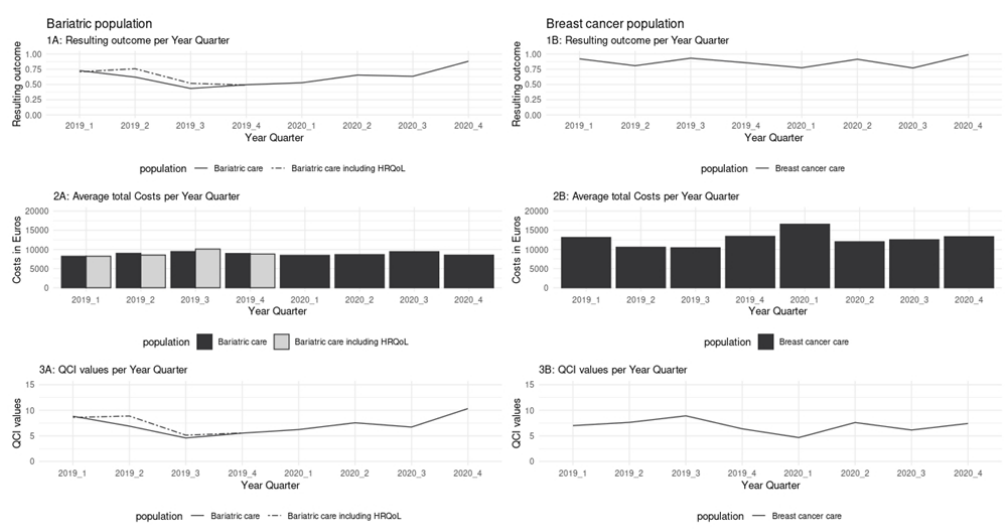 Bariatric population
1A: Resulting outcome per Year Quarter
Resulting outcome
1.00
0.75
0.50
0.25
0.00
2019_1 2019_2 2019_3 2019_4 2020_1 2020_2 2020_3 2020_4
Year Quarter
population Bariatric care Bariatric care including HRQoL
Breast cancer population
1B: Resulting outcome per Year Quarter
Resulting outcome
1.00
0.75
0.50
0.25
0.00
2019_1 2019_2 2019_3 2019_4 2020_1 2020_2 2020_3 2020_4
Year Quarter
population Breast cancer care
2A: Average total Costs per Year Quarter
Costs in Euros
20000
15000
10000
5000
0
2019_1 2019_2 2019_3 2019_4 2020_1 2020_2 2020_3 2020_4
Year Quarter
population Bariatric care Bariatric care including HRQoL
2B: Average total Costs per Year Quarter
Costs in Euros
20000
15000
10000
5000
0
2019_1 2019_2 2019_3 2019_4 2020_1 2020_2 2020_3 2020_4
Year Quarter
population Breast cancer care
3A: QCI values per Year Quarter
QCI values
15
10
5
0
2019_1 2019_2 2019_3 2019_4 2020_1 2020_2 2020_3 2020_4
Year Quarter
population Bariatric care Bariatric care including HRQoL
3B: QCI values per Year Quarter
QCI values
15
10
5
0
2019_1 2019_2 2019_3 2019_4 2020_1 2020_2 2020_3 2020_4
Year Quarter
population Breast cancer care